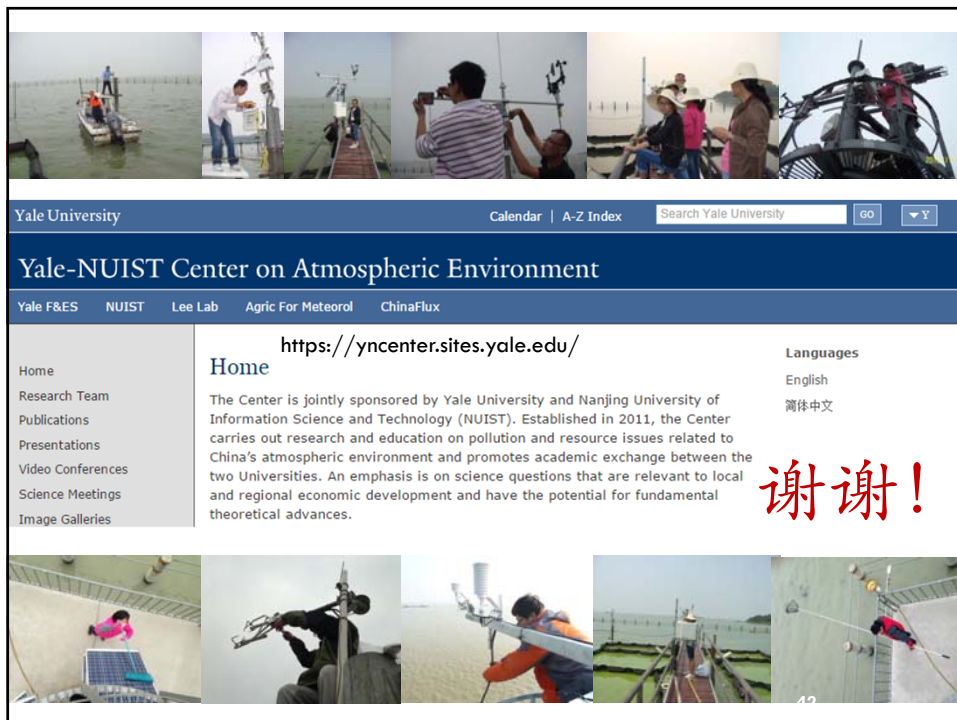 Yale University
Calendar | A-Z Index
Search Yale University
GO
Y
Yale-NUIST Center on Atmospheric Environment
Yale F&ES NUIST Lee Lab Agric For Meteorol ChinaFlux
https://yncenter.sites.yale.edu/
Home
Research Team
Publications
Presentations
Video Conferences
Science Meetings
Image Galleries
Home
The Center is jointly sponsored by Yale University and Nanjing University of
Information Science and Technology (NUIST). Established in 2011, the Center
carries out research and education on pollution and resource issues related to
China's atmospheric environment and promotes academic exchange between the
two Universities. An emphasis is on science questions that are relevant to local
and regional economic development and have the potential for fundamental
theoretical advances.
Languages
English
简体中文
谢谢!
42